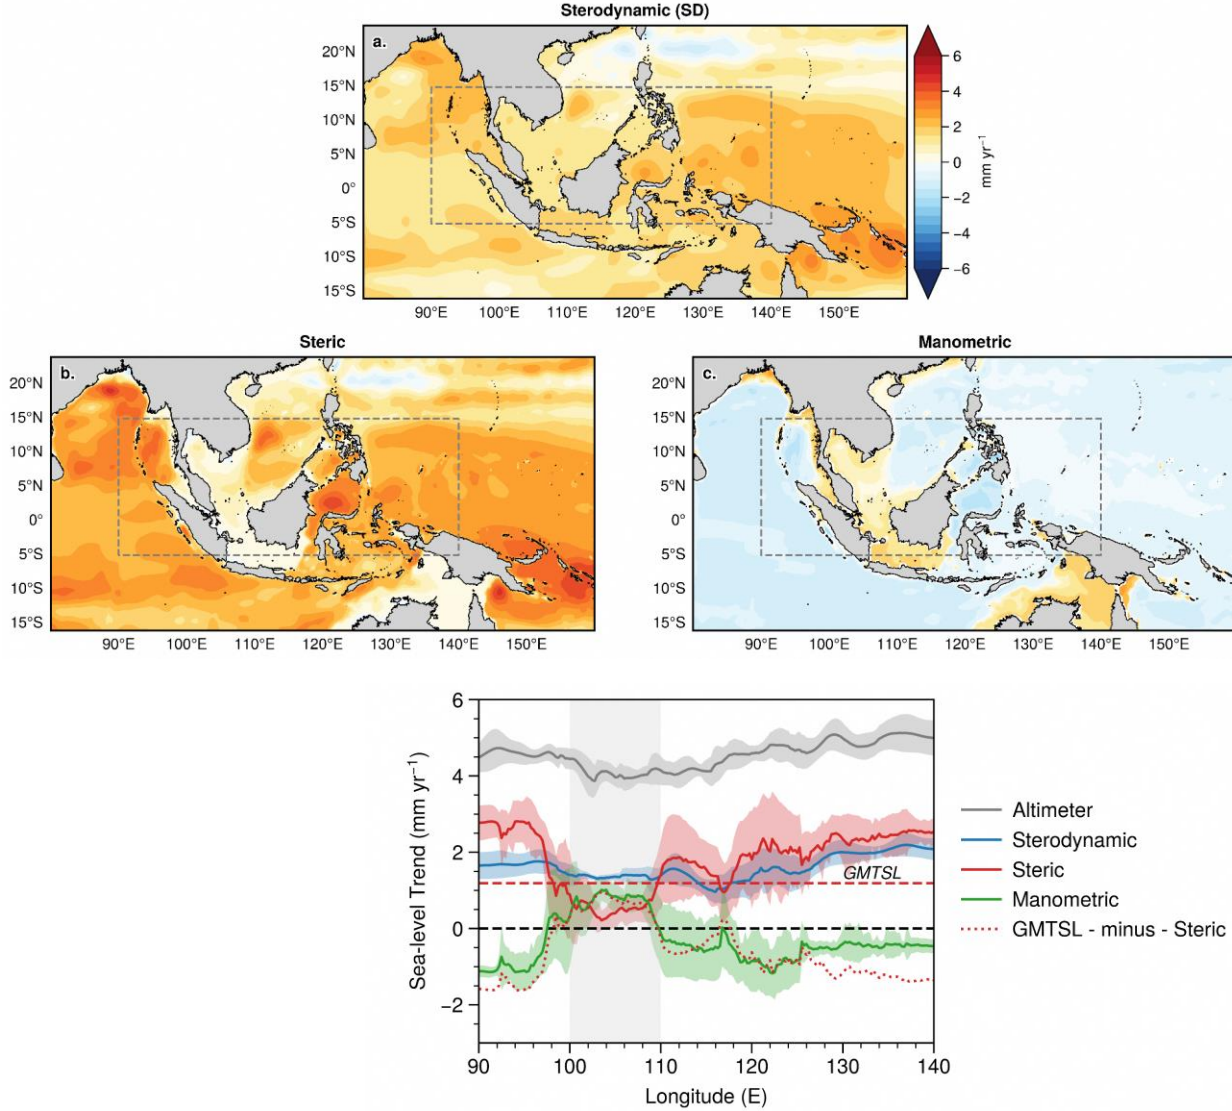 Sterodynamic (SD)
a.
20°N
15°N
10°N
5°N
0°
5°S
10°S
15°S
90°E 100°E 110°E 120°E 130°E 140°E 150°E
6
4
2
0
−2
−4
−6
mm yr⁻¹
Steric
b.
20°N
15°N
10°N
5°N
0°
5°S
10°S
15°S
90°E 100°E 110°E 120°E 130°E 140°E 150°E
Manometric
c.
20°N
15°N
10°N
5°N
0°
5°S
10°S
15°S
90°E 100°E 110°E 120°E 130°E 140°E 150°E
Sea-level Trend (mm yr⁻¹)
6
4
2
0
−2
GMTSL
90 100 110 120 130 140
Longitude (E)
Altimeter
Sterodynamic
Steric
Manometric
GMTSL - minus - Steric